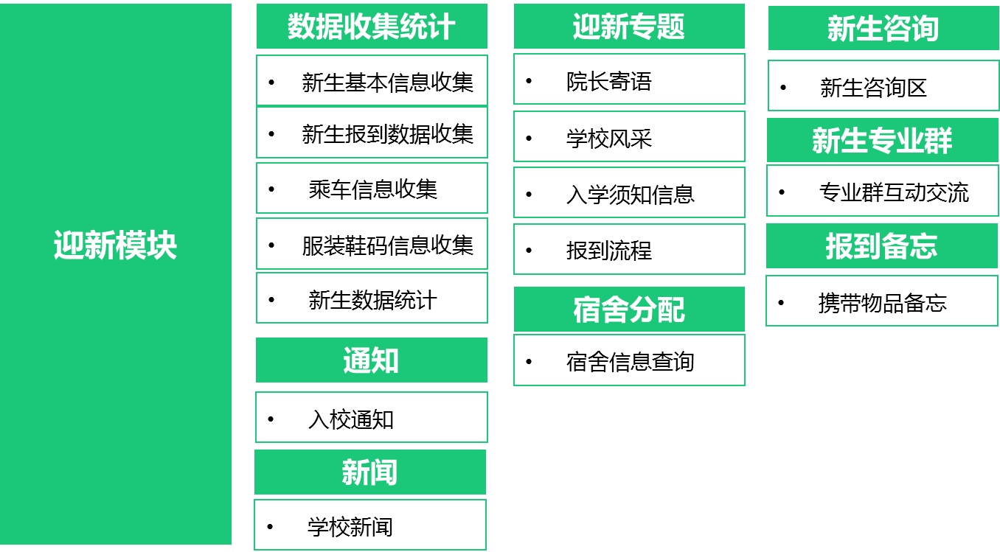 迎新模块
数据收集统计
• 新生基本信息收集
• 新生报到数据收集
• 乘车信息收集
• 服装鞋码信息收集
• 新生数据统计
通知
• 入校通知
新闻
• 学校新闻
迎新专题
• 院长寄语
• 学校风采
• 入学须知信息
• 报到流程
宿舍分配
• 宿舍信息查询
新生咨询
• 新生咨询区
新生专业群
• 专业群互动交流
报到备忘
• 携带物品备忘